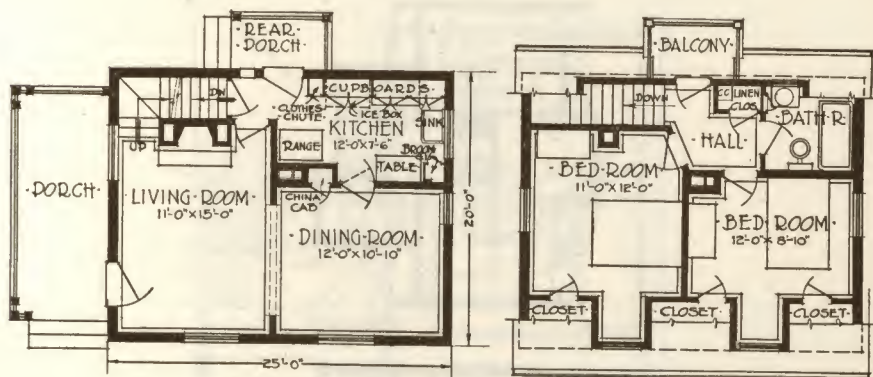 REAR
PORCH
DN
CUPBOARDS
CLOTHES
CHUTE
ICE BOX
SINK
KITCHEN
12'-0"X7'-6"
RANGE
BROOM
TABLE
UP
PORCH
LIVING-ROOM
11'-0"X15'-0"
CHINA
CAB
DINING-ROOM
12'-0"X10'-10"
20'-0"
25'-0"
BALCONY
DOWN
CC
LINEN
CLOS
BATH R
HALL
BED-ROOM
11'-0"X12'-0"
BED-ROOM
12'-0"X8'-10"
CLOSET
CLOSET
CLOSET